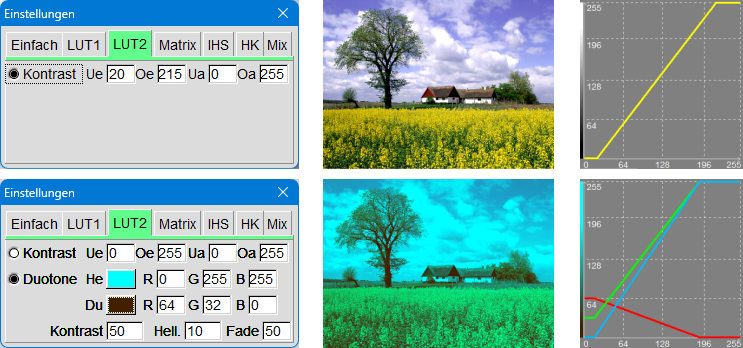 Einstellungen
Einfach LUT1 LUT2 Matrix IHS HK Mix
Kontrast Ue 20 Oe 215 Ua 0 Oa 255
255
196
128
64
0 64 128 196 255
Einstellungen
Einfach LUT1 LUT2 Matrix IHS HK Mix
Kontrast Ue 0 Oe 255 Ua 0 Oa 255
Duotone He R 0 G 255 B 255
Du R 64 G 32 B 0
Kontrast 50 Hell. 10 Fade 50
255
196
128
64
0 64 128 196 255